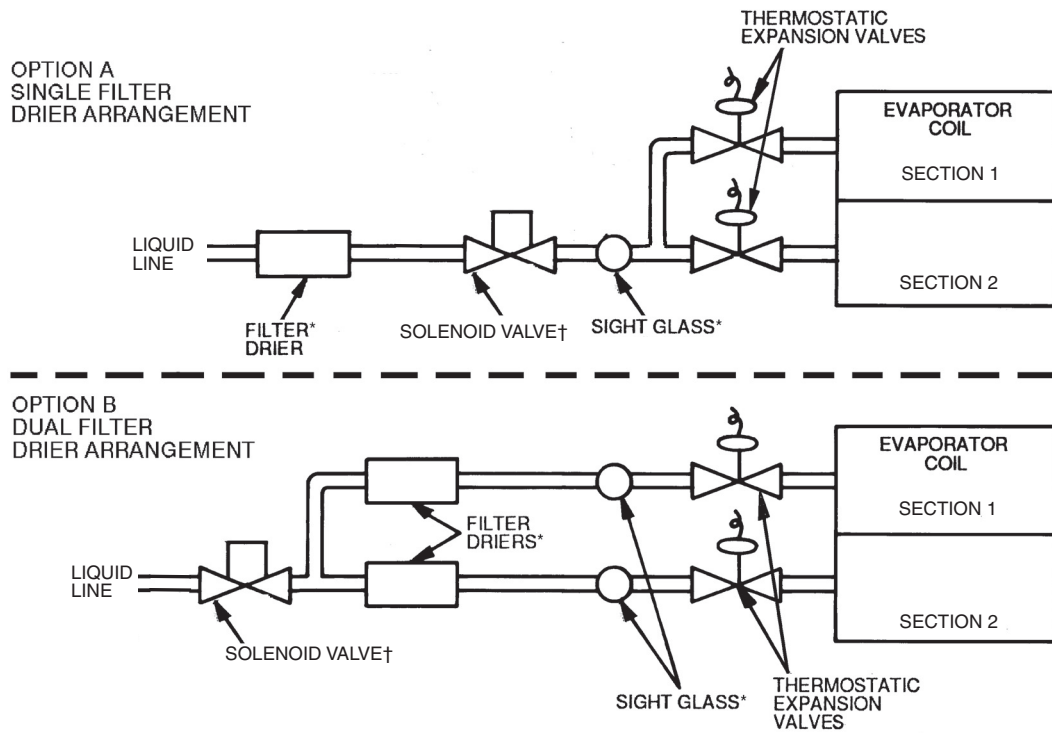 THERMOSTATIC
EXPANSION VALVES
OPTION A
SINGLE FILTER
DRIER ARRANGEMENT
EVAPORATOR
COIL
SECTION 1
LIQUID
LINE
SECTION 2
FILTER*
DRIER
SOLENOID VALVE†
SIGHT GLASS*
OPTION B
DUAL FILTER
DRIER ARRANGEMENT
EVAPORATOR
COIL
SECTION 1
FILTER
DRIERS*
LIQUID
LINE
SECTION 2
SOLENOID VALVE†
SIGHT GLASS*
THERMOSTATIC
EXPANSION
VALVES